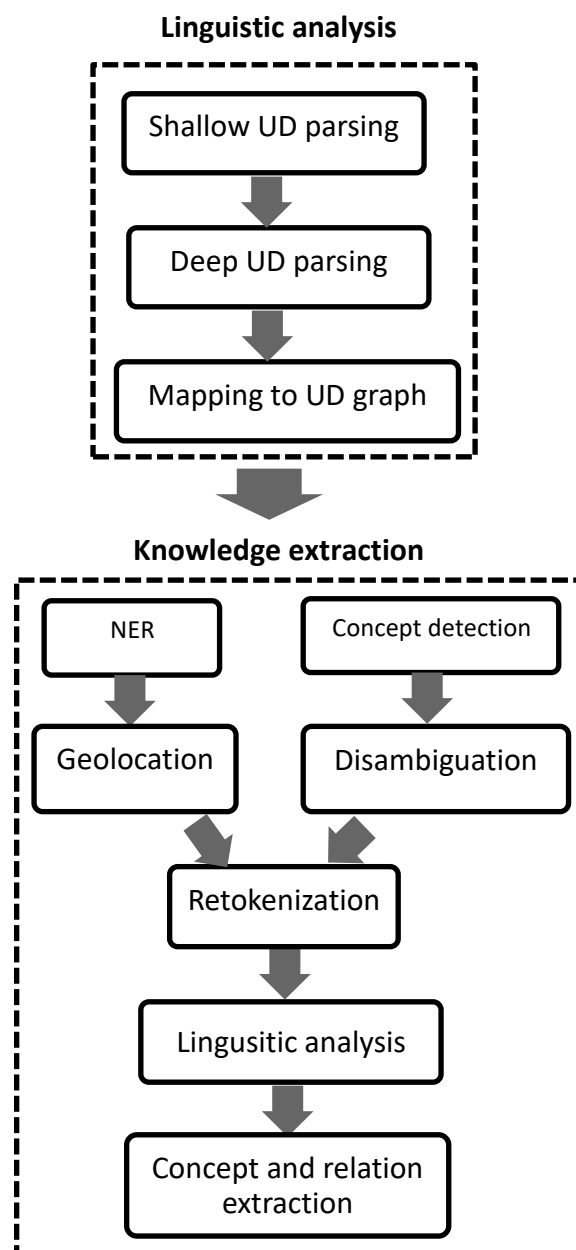 Linguistic analysis
Shallow UD parsing
Deep UD parsing
Mapping to UD graph
Knowledge extraction
NER
Concept detection
Geolocation
Disambiguation
Retokenization
Lingusitic analysis
Concept and relation
extraction